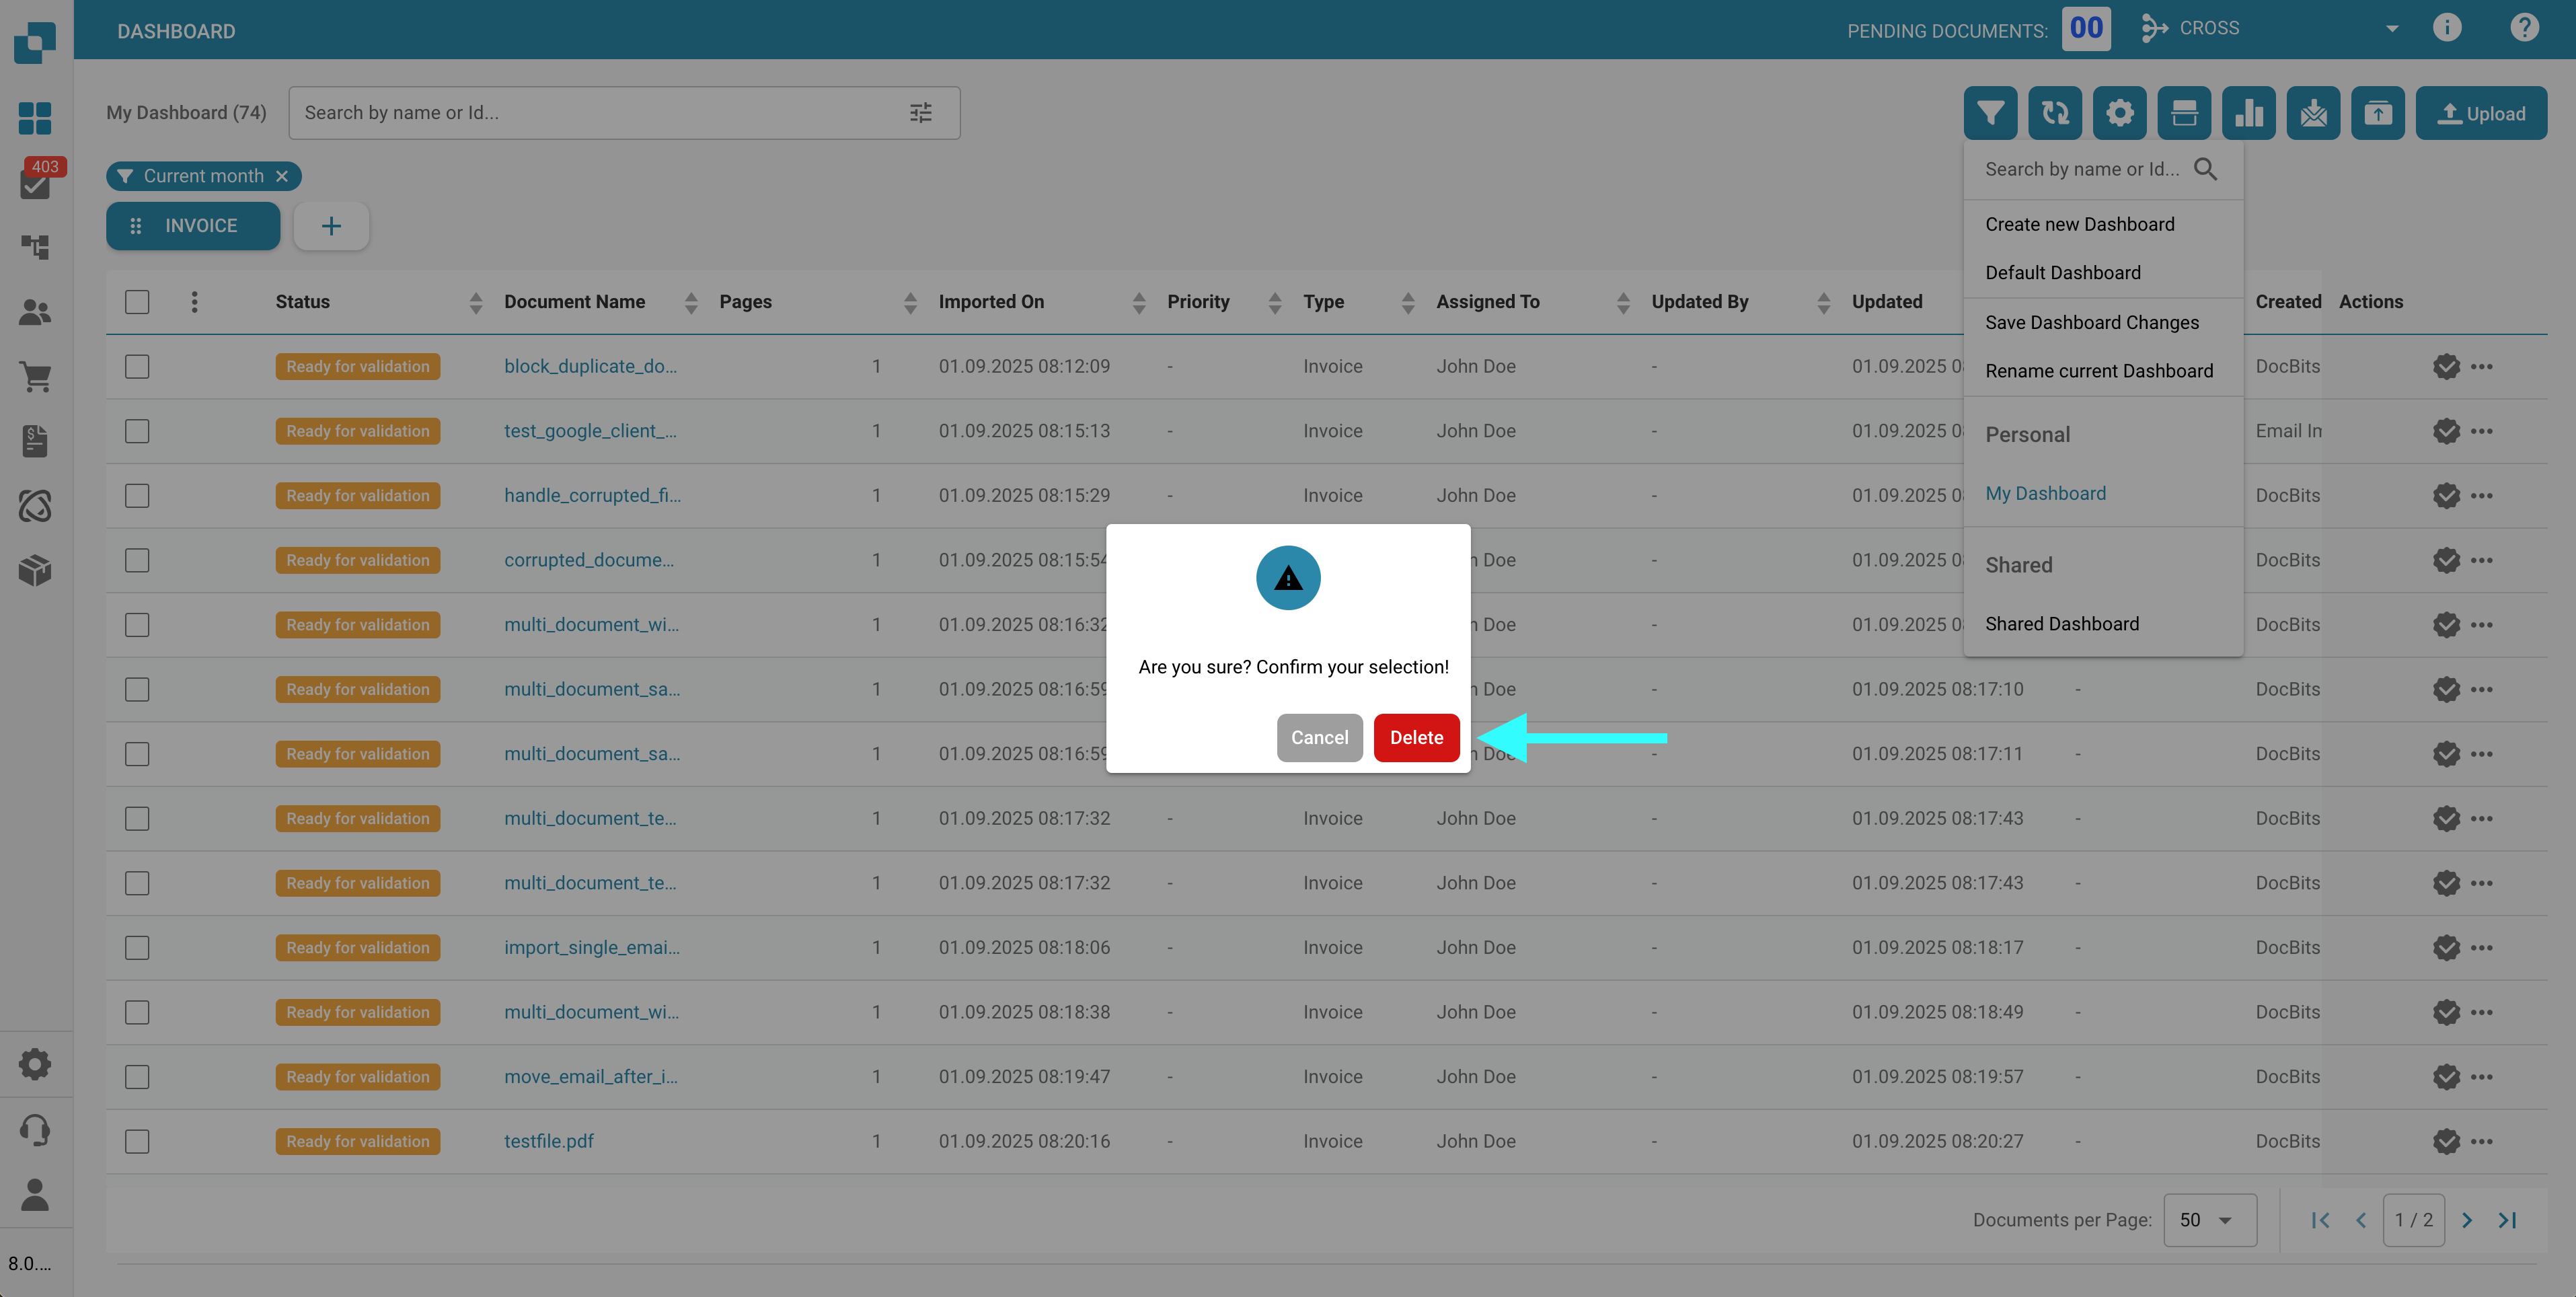 DASHBOARD
PENDING DOCUMENTS: 00 CROSS
My Dashboard (74) Search by name or Id... Upload
403
Current month
INVOICE +
Search by name or Id...
Create new Dashboard
Default Dashboard
Save Dashboard Changes
Rename current Dashboard
Personal
My Dashboard
Shared
Shared Dashboard
Status Document Name Pages Imported On Priority Type Assigned To Updated By Updated Created Actions
Ready for validation block_duplicate_do... 1 01.09.2025 08:12:09 - Invoice John Doe - 01.09.2025 0 DocBits
Ready for validation test_google_client_... 1 01.09.2025 08:15:13 - Invoice John Doe - 01.09.2025 0 Email In
Ready for validation handle_corrupted_fi... 1 01.09.2025 08:15:29 - Invoice John Doe - 01.09.2025 0 DocBits
Ready for validation corrupted_docume... 1 01.09.2025 08:15:54 n Doe - 01.09.2025 0 DocBits
Ready for validation multi_document_wi... 1 01.09.2025 08:16:32 n Doe - 01.09.2025 0 DocBits
Ready for validation multi_document_sa... 1 01.09.2025 08:16:59 n Doe - 01.09.2025 08:17:10 - DocBits
Ready for validation multi_document_sa... 1 01.09.2025 08:16:59 n Doe - 01.09.2025 08:17:11 - DocBits
Ready for validation multi_document_te... 1 01.09.2025 08:17:32 - Invoice John Doe - 01.09.2025 08:17:43 - DocBits
Ready for validation multi_document_te... 1 01.09.2025 08:17:32 - Invoice John Doe - 01.09.2025 08:17:43 - DocBits
Ready for validation import_single_emai... 1 01.09.2025 08:18:06 - Invoice John Doe - 01.09.2025 08:18:17 - DocBits
Ready for validation multi_document_wi... 1 01.09.2025 08:18:38 - Invoice John Doe - 01.09.2025 08:18:49 - DocBits
Ready for validation move_email_after_i... 1 01.09.2025 08:19:47 - Invoice John Doe - 01.09.2025 08:19:57 - DocBits
Ready for validation testfile.pdf 1 01.09.2025 08:20:16 - Invoice John Doe - 01.09.2025 08:20:27 - DocBits
Are you sure? Confirm your selection!
Cancel Delete
Documents per Page: 50 1 / 2
8.0....